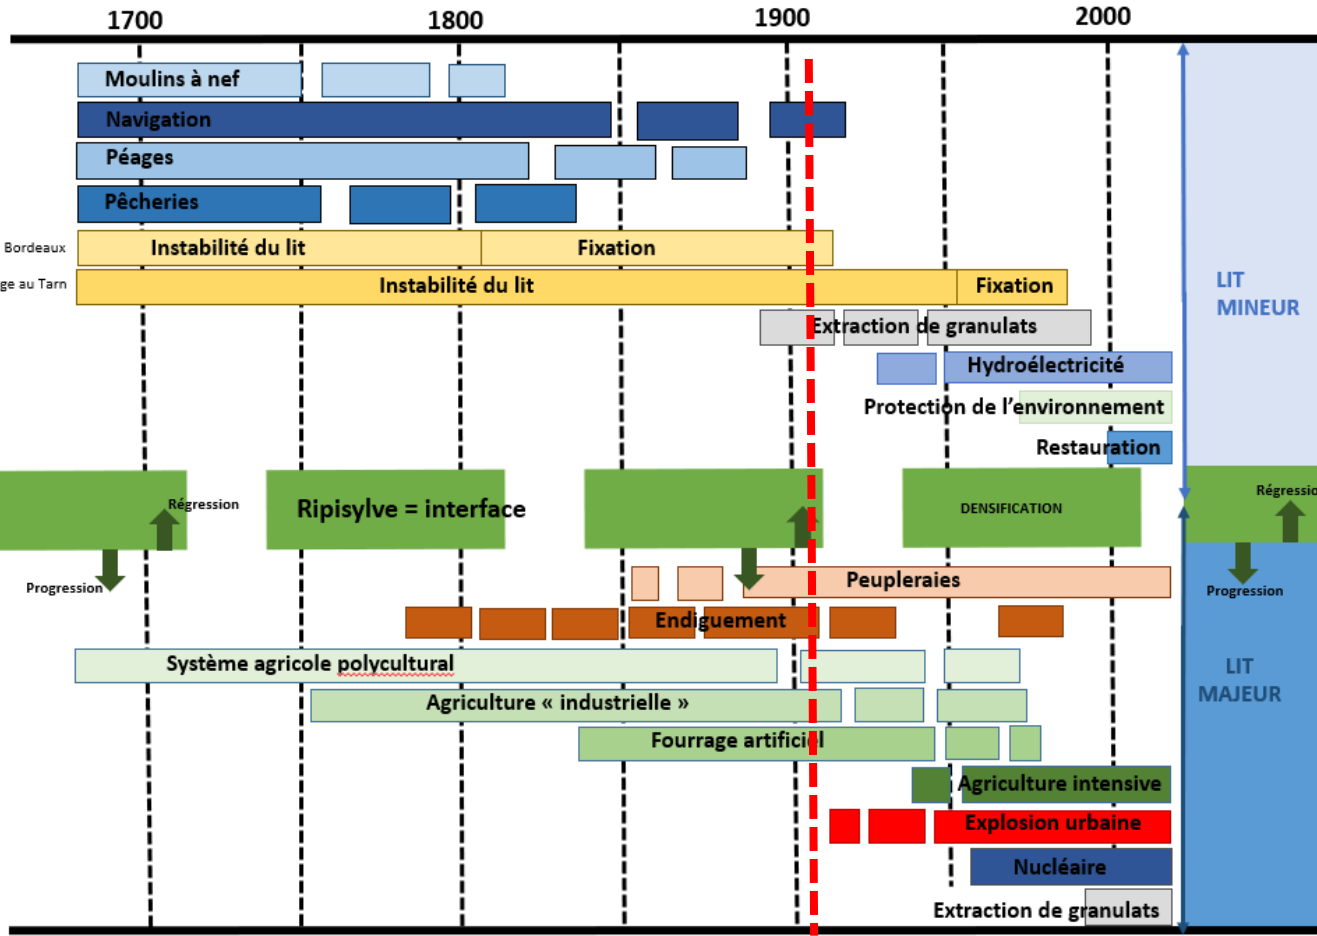 1700 1800 1900 2000
Moulins à nef
Navigation
Péages
Pêcheries
Bordeaux
Instabilité du lit
Fixation
ge au Tarn
Instabilité du lit
Fixation
LIT
MINEUR
Extraction de granulats
Hydroélectricité
Protection de l'environnement
Restauration
Régression
Ripisylve = interface
DENSIFICATION
Régressio
Progression
Peupleraies
Progression
Endiguement
Système agricole polycultural
LIT
MAJEUR
Agriculture « industrielle »
Fourrage artificiel
Agriculture intensive
Explosion urbaine
Nucléaire
Extraction de granulats